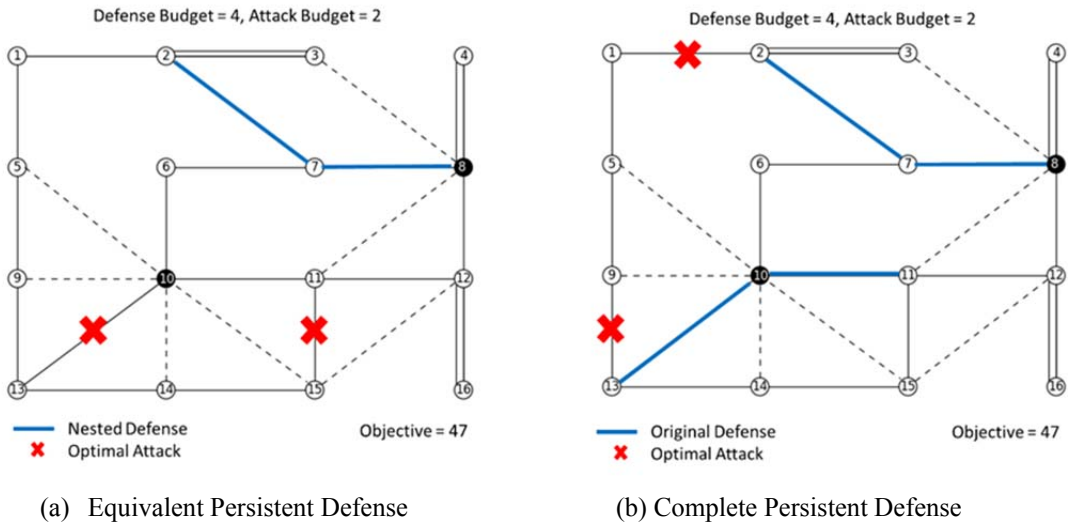 Defense Budget = 4, Attack Budget = 2
1 2 3 4
5 6 7 8
9 10 11 12
13 14 15 16
Nested Defense
Optimal Attack
Objective = 47
(a) Equivalent Persistent Defense
Defense Budget = 4, Attack Budget = 2
1 2 3 4
5 6 7 8
9 10 11 12
13 14 15 16
Original Defense
Optimal Attack
Objective = 47
(b) Complete Persistent Defense